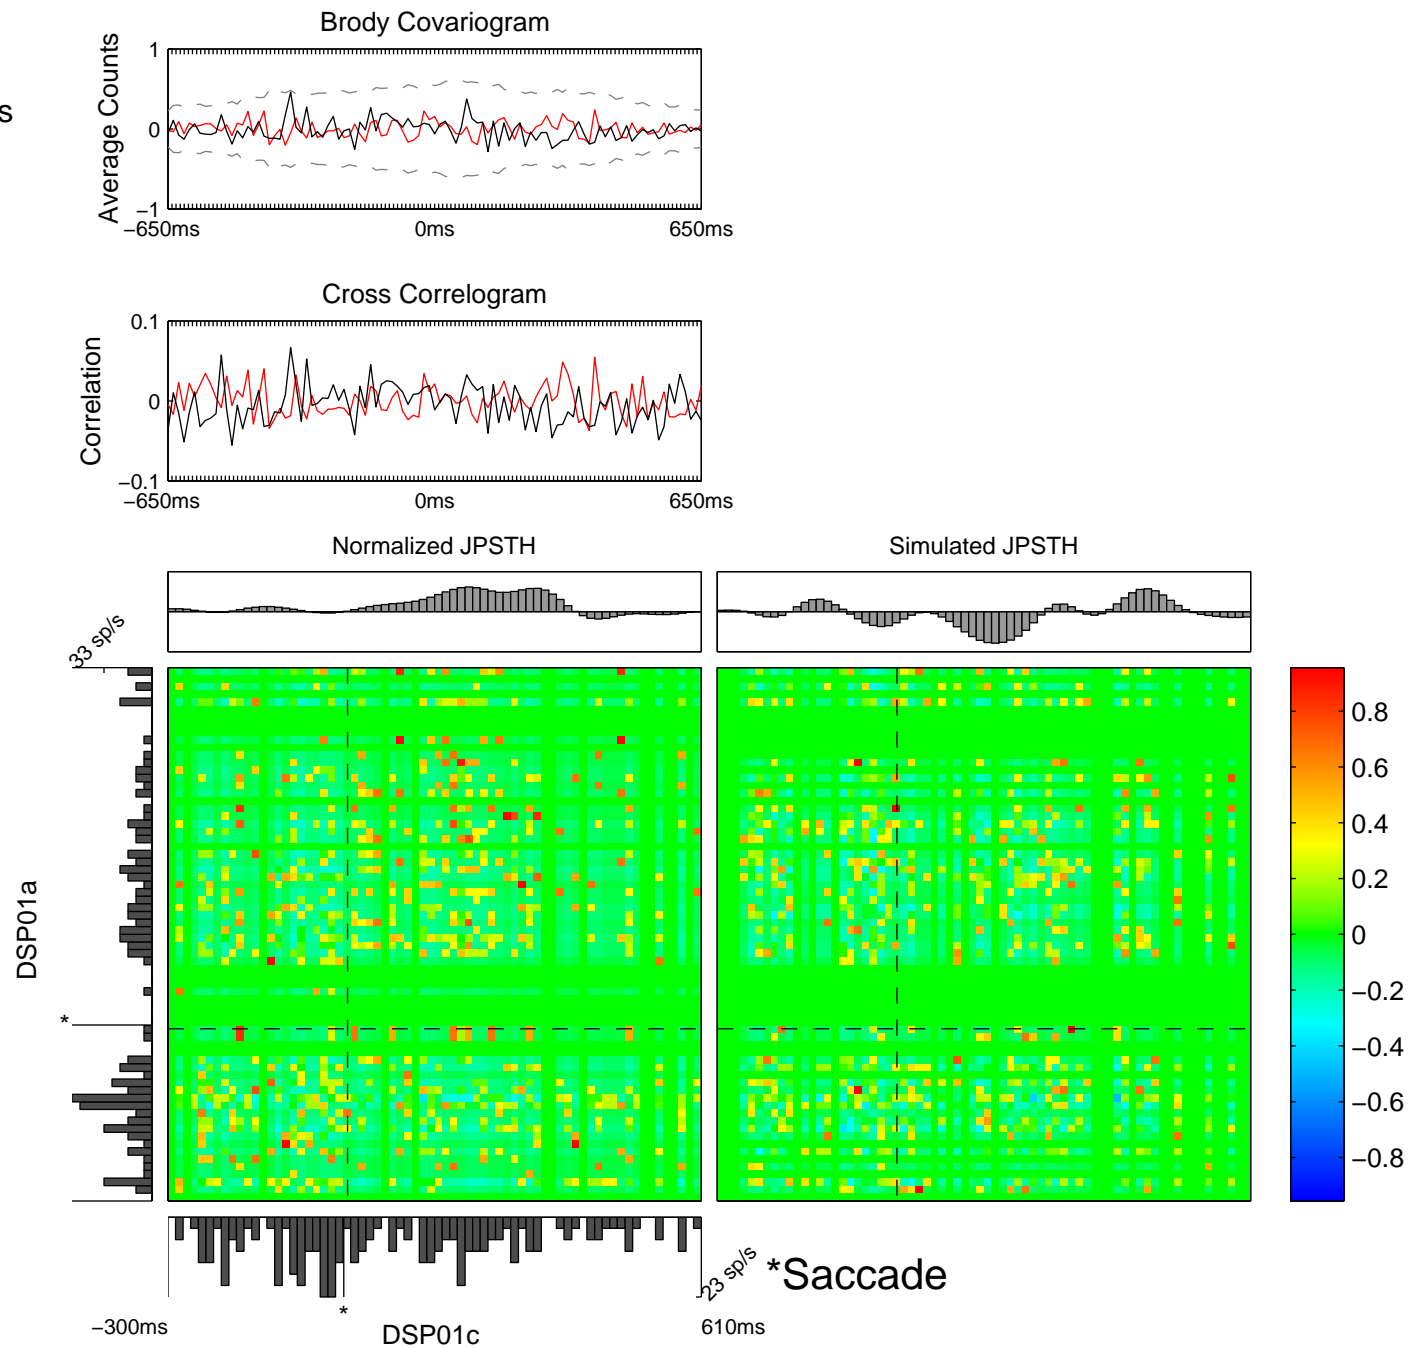 Brody Covariogram
s
Average Counts
1
0
−1
−650ms 0ms 650ms
Cross Correlogram
Correlation
0.1
0
−0.1
−650ms 0ms 650ms
Normalized JPSTH
Simulated JPSTH
33 sp/s
DSP01a
*
0.8
0.6
0.4
0.2
0
−0.2
−0.4
−0.6
−0.8
23 sp/s
*Saccade
*
−300ms DSP01c 610ms